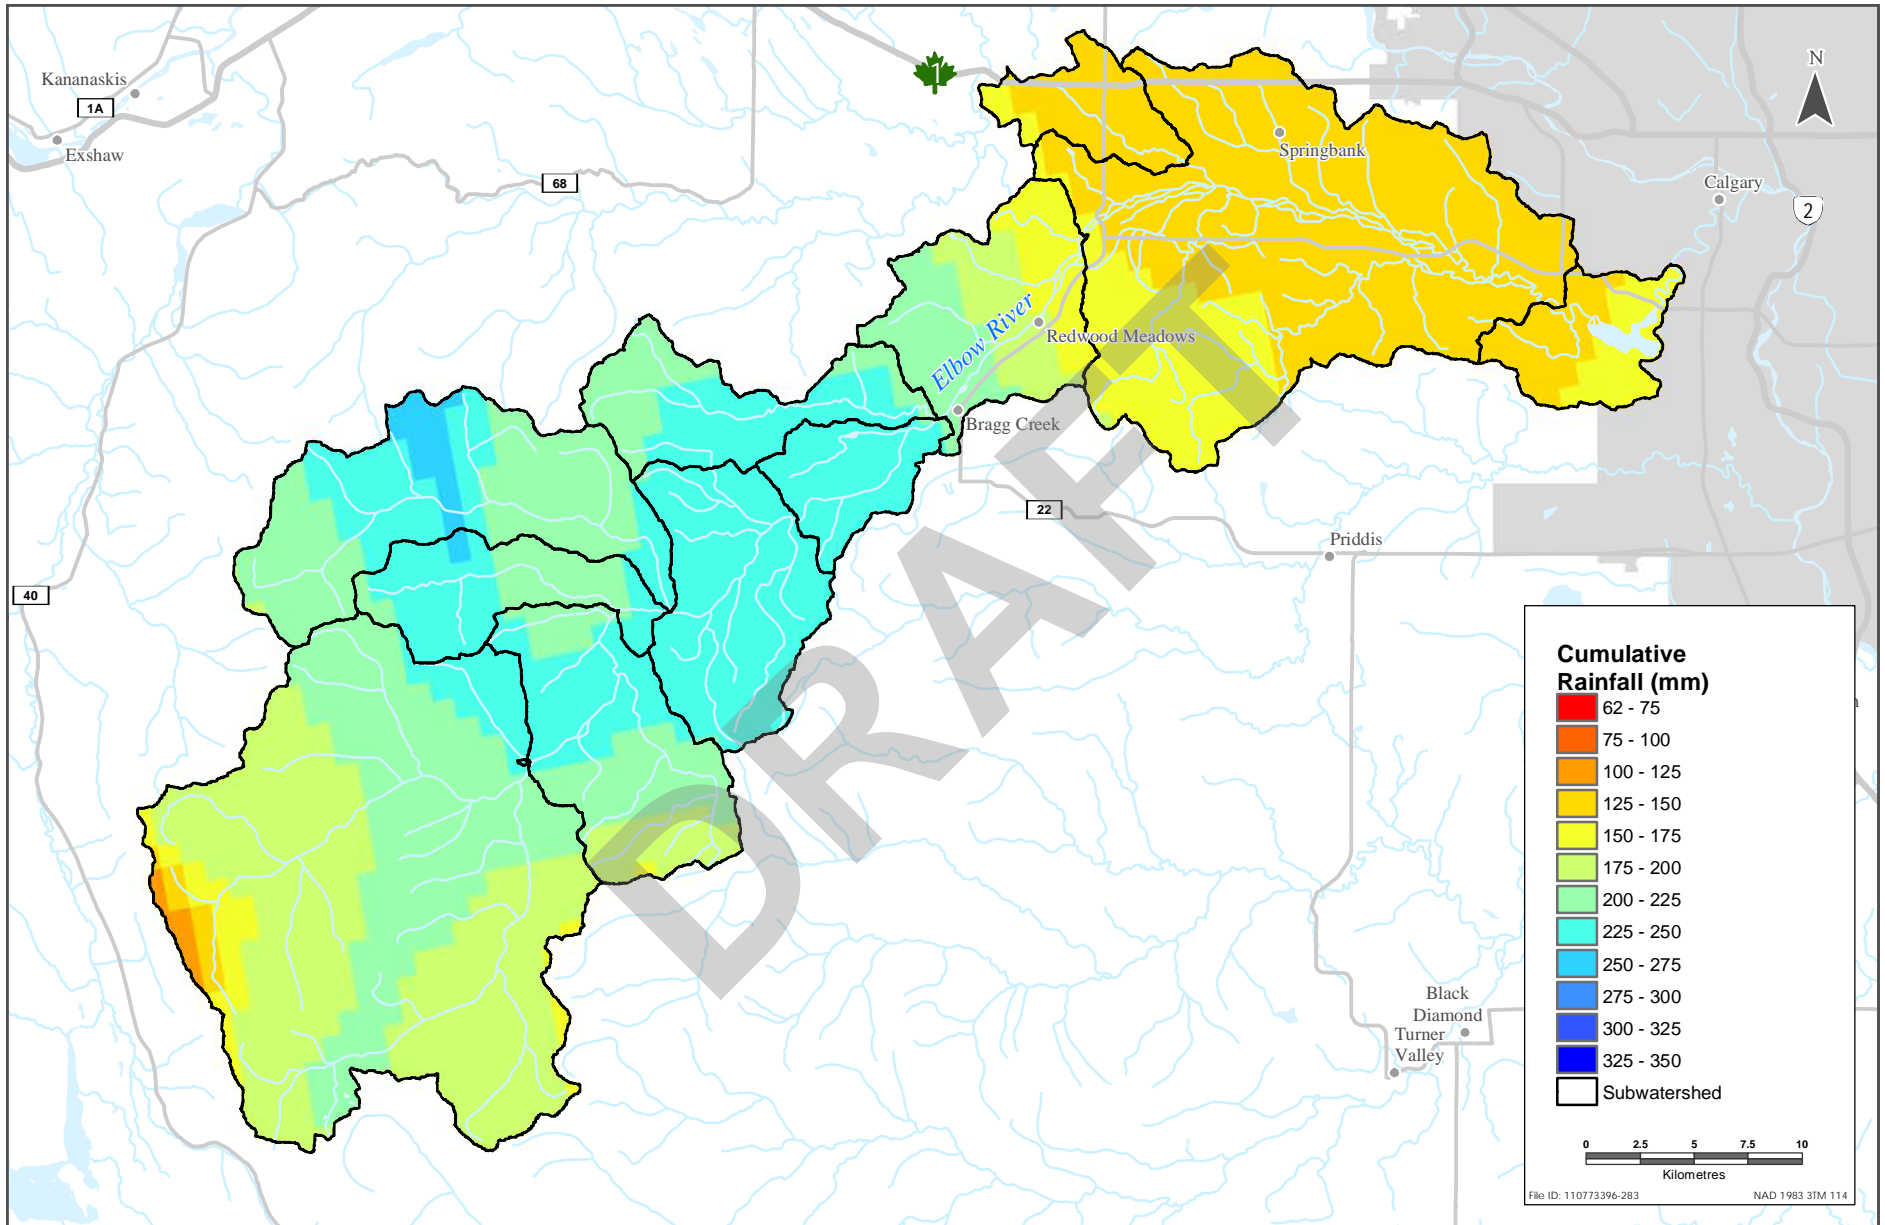 Kananaskis
1A
Exshaw
68
1
N
Springbank
Calgary
2
Elbow River
Redwood Meadows
Bragg Creek
22
Priddis
40
DRAFT
Black
Diamond
Turner
Valley
Cumulative
Rainfall (mm)
62 - 75
75 - 100
100 - 125
125 - 150
150 - 175
175 - 200
200 - 225
225 - 250
250 - 275
275 - 300
300 - 325
325 - 350
Subwatershed
0 2.5 5 7.5 10
Kilometres
File ID: 110773396-283 NAD 1983 3TM 114